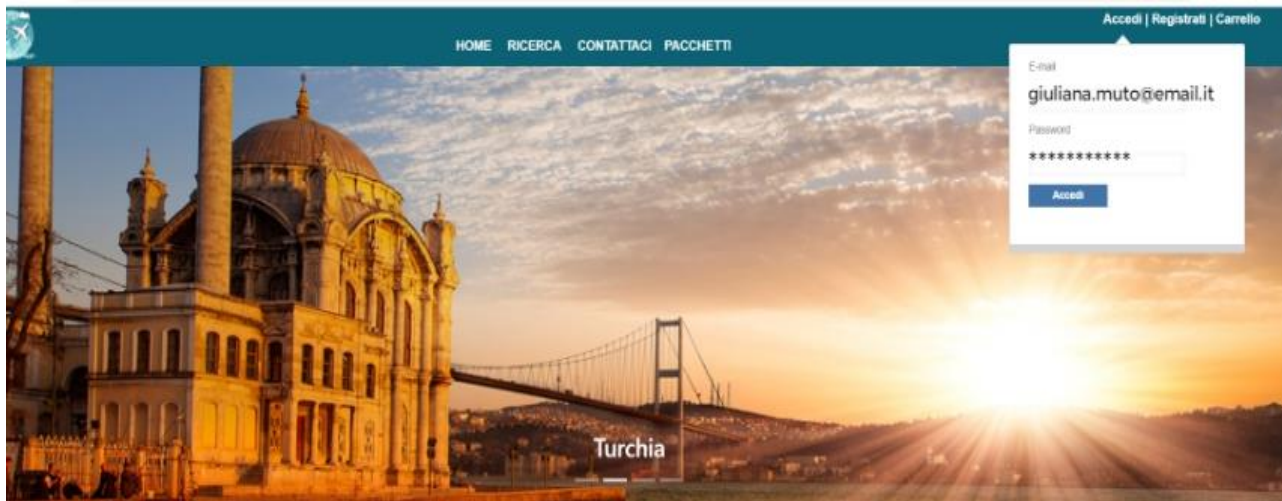 Accedi | Registrati | Carrello
HOME RICERCA CONTATTACI PACCHETTI
E-mail
giuliana.muto@email.it
Password
***********
Accedi
Turchia